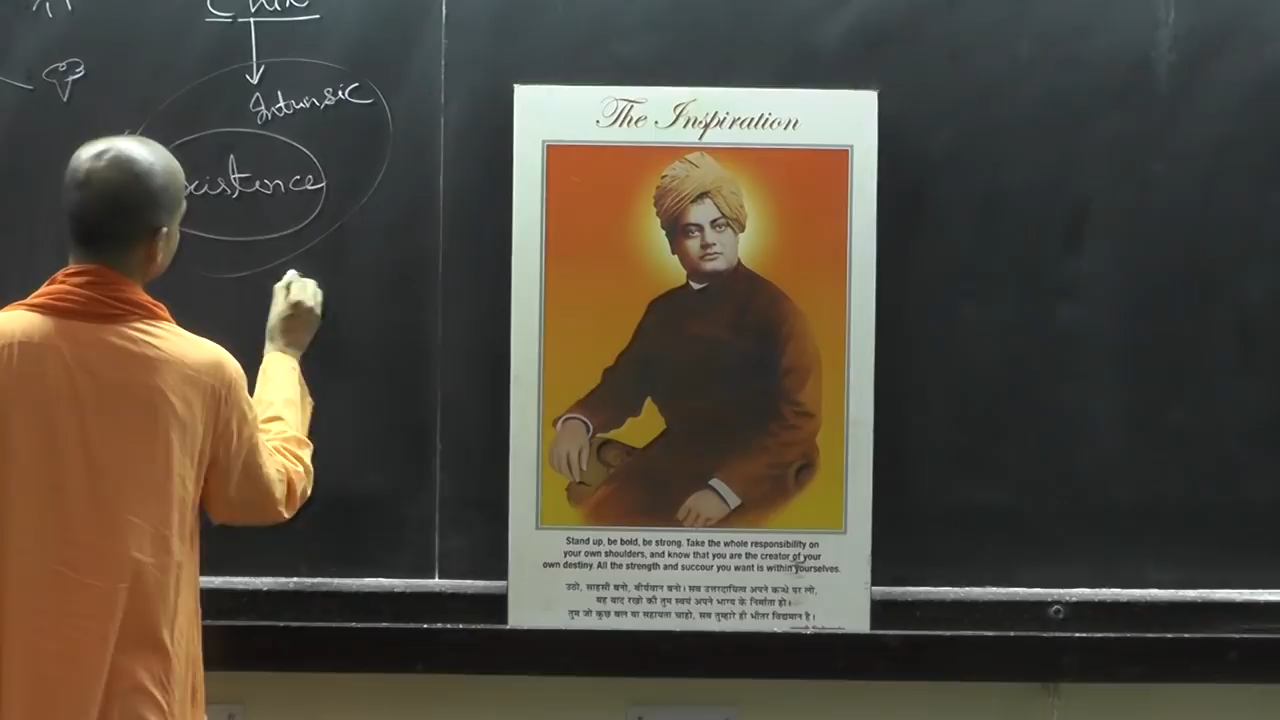 Intrinsic
xistence
The Inspiration
Stand up, be bold, be strong. Take the whole responsibility on
your own shoulders, and know that you are the creator of your
own destiny. All the strength and succour you want is within yourselves.
उठो, साहसी बनो, वीर्यवान बनो। सब उत्तरदायित्व अपने कन्धे पर लो,
यह याद रखो की तुम स्वयं अपने भाग्य के निर्माता हो।
तुम जो कुछ बल या सहायता चाहो, सब तुम्हारे ही भीतर विद्यमान है।